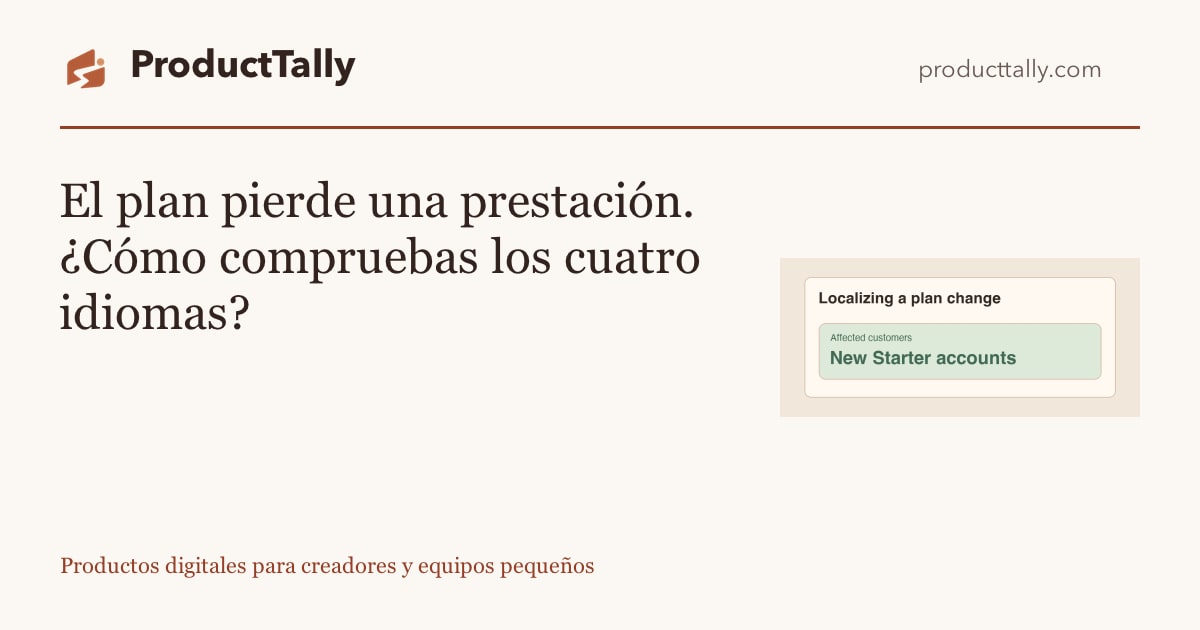 ProductTally
producttally.com
El plan pierde una prestación.
¿Cómo compruebas los cuatro
idiomas?
Localizing a plan change
Affected customers
New Starter accounts
Productos digitales para creadores y equipos pequeños